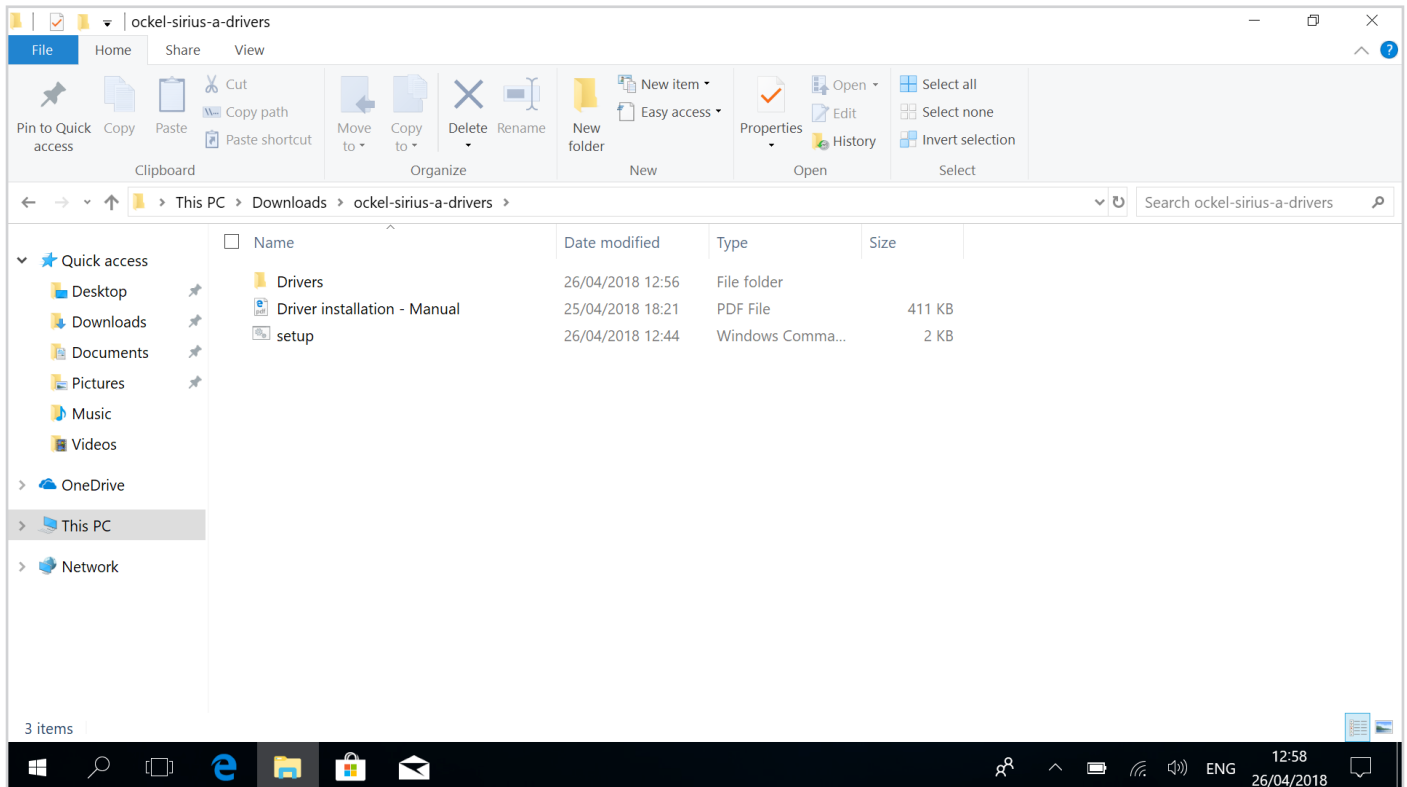 ockel-sirius-a-drivers
File Home Share View
Pin to Quick access
Copy
Paste
Cut
Copy path
Paste shortcut
Clipboard
Move to
Copy to
Delete
Rename
Organize
New folder
New item
Easy access
New
Properties
Open
Edit
History
Open
Select all
Select none
Invert selection
Select
This PC > Downloads > ockel-sirius-a-drivers >
Search ockel-sirius-a-drivers
Quick access
Desktop
Downloads
Documents
Pictures
Music
Videos
OneDrive
This PC
Network
Name Date modified Type Size
Drivers 26/04/2018 12:56 File folder
Driver installation - Manual 25/04/2018 18:21 PDF File 411 KB
setup 26/04/2018 12:44 Windows Comma... 2 KB
3 items
ENG
12:58
26/04/2018